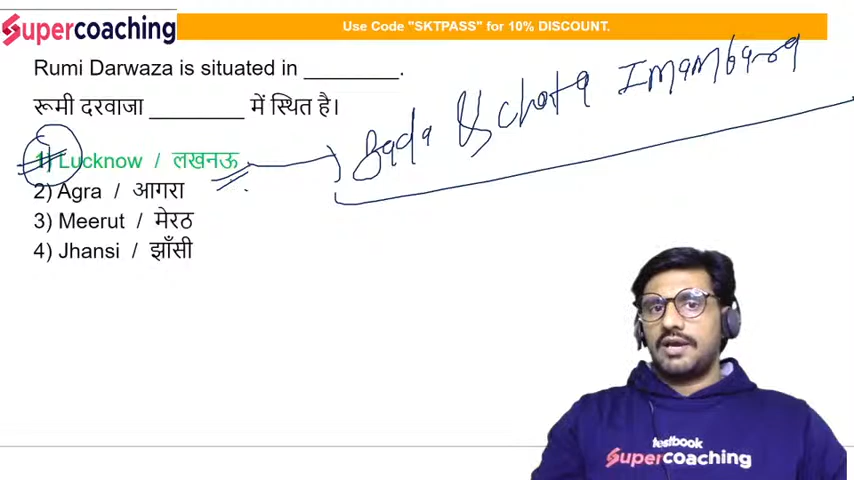 Supercoaching
Use Code "SKTPASS" for 10% DISCOUNT.
Rumi Darwaza is situated in ________.
रूमी दरवाजा ________ में स्थित है।
Bada & Chota Imambara
1) Lucknow / लखनऊ
2) Agra / आगरा
3) Meerut / मेरठ
4) Jhansi / झाँसी
testbook
Supercoaching